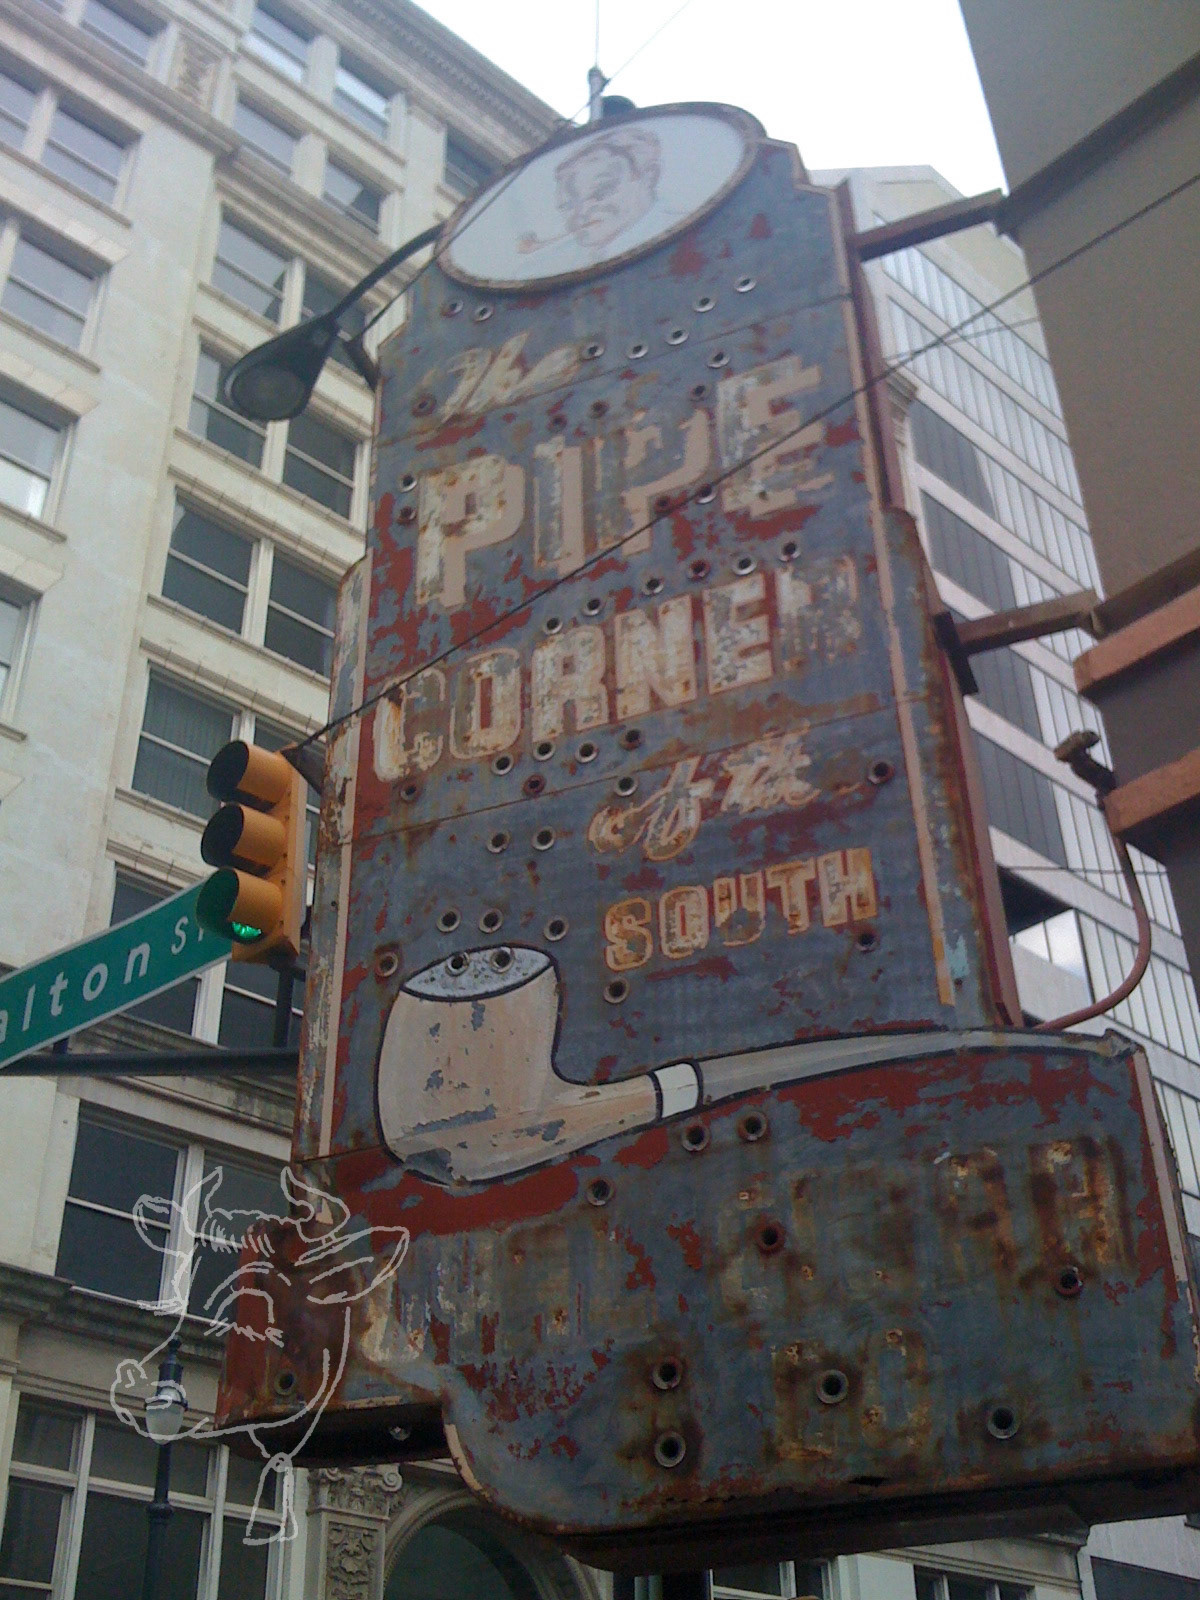 The
PIPE
CORNER
of the
SOUTH
alton St